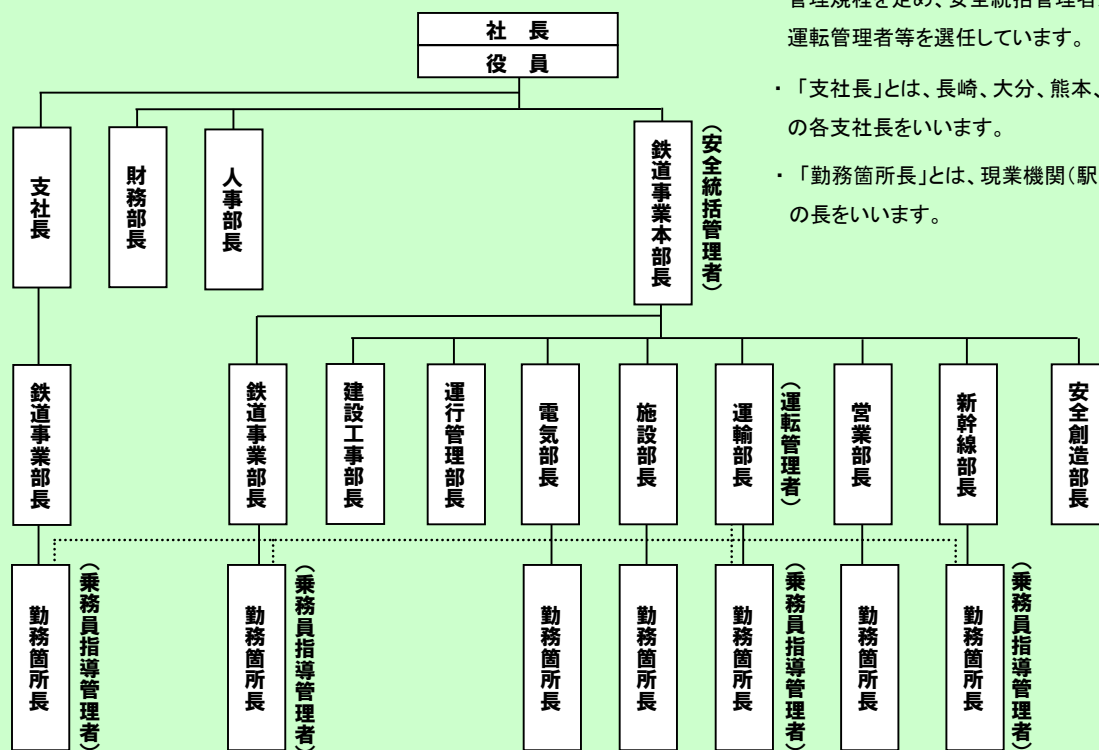 社 長
役 員
管理規程を定め、安全統括管理者
運転管理者等を選任しています。
・「支社長」とは、長崎、大分、熊本、
の各支社長をいいます。
・「勤務箇所長」とは、現業機関(駅
の長をいいます。
支社長
財務部長
人事部長
鉄道事業本部長
(安全統括管理者)
鉄道事業部長
鉄道事業部長
建設工事部長
運行管理部長
電気部長
施設部長
運輸部長
(運転管理者)
営業部長
新幹線部長
安全創造部長
勤務箇所長
(乗務員指導管理者)
勤務箇所長
(乗務員指導管理者)
勤務箇所長
勤務箇所長
勤務箇所長
(乗務員指導管理者)
勤務箇所長
勤務箇所長
(乗務員指導管理者)